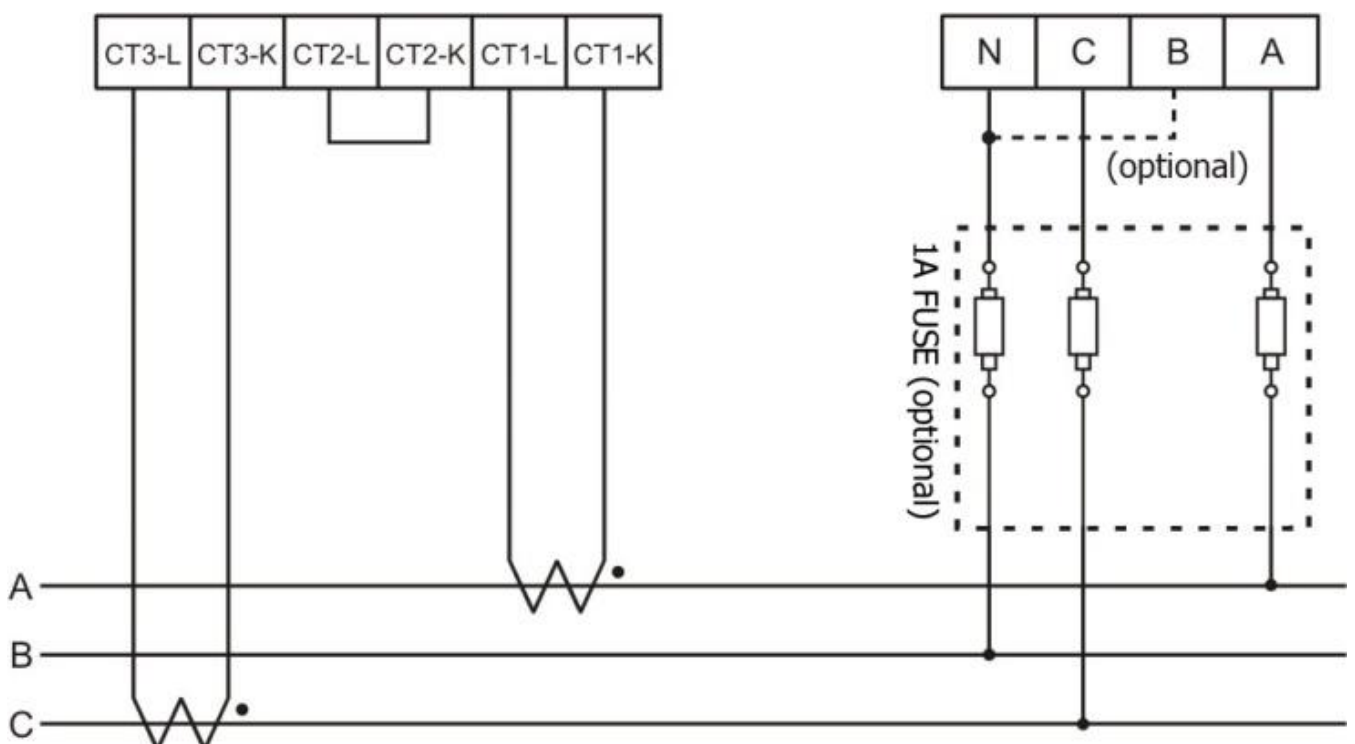 CT3-L CT3-K CT2-L CT2-K CT1-L CT1-K
N C B A
(optional)
1A FUSE (optional)
A
B
C